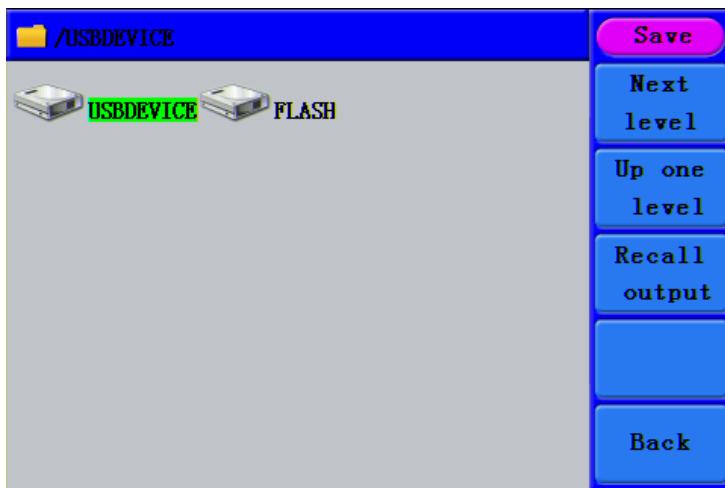 /USBDEVICE
USBDEVICE FLASH
Save
Next
level
Up one
level
Recall
output
Back